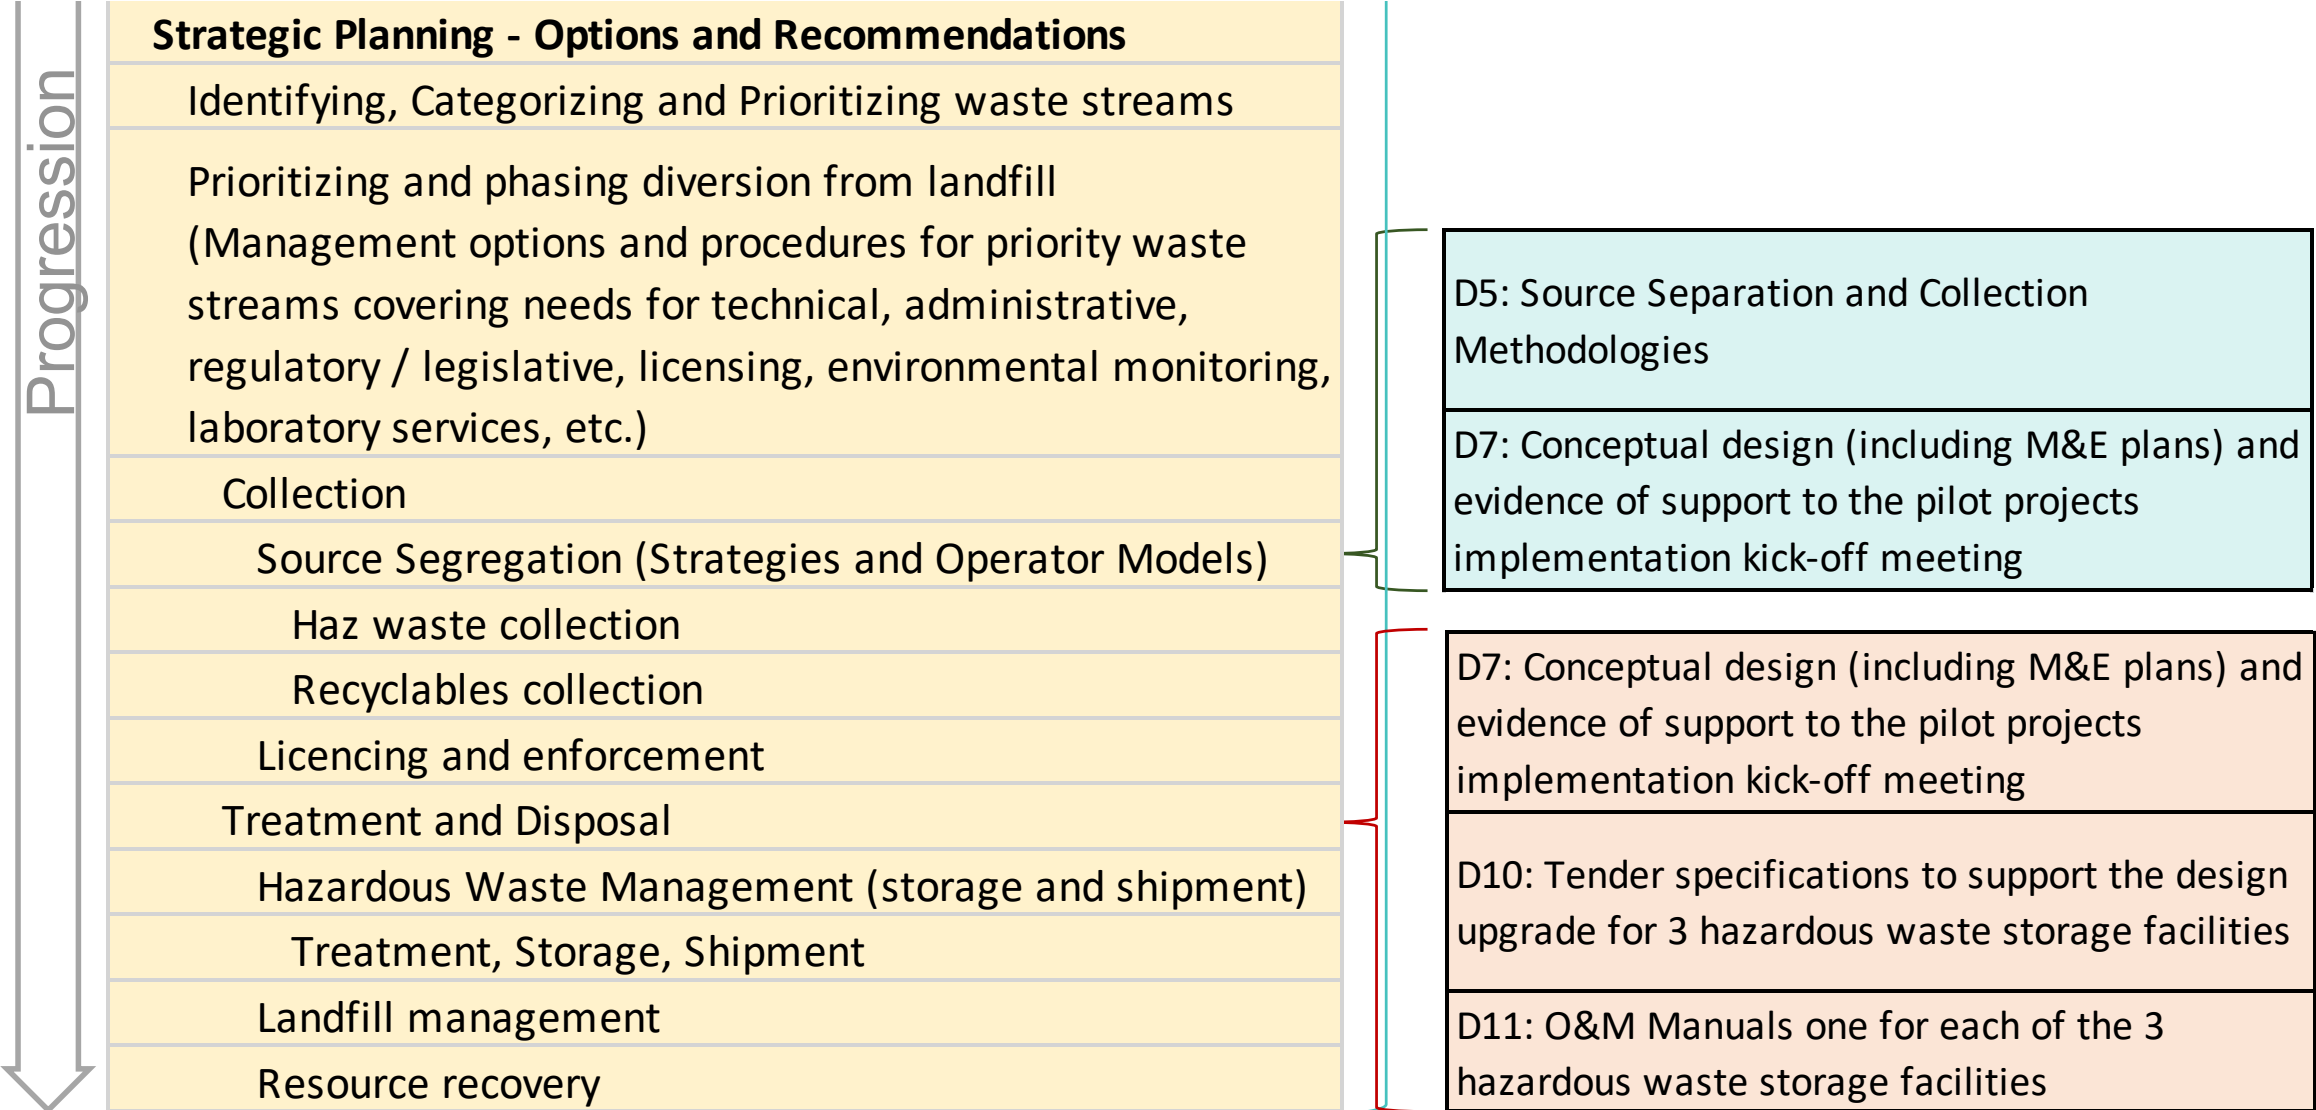 Progression
Strategic Planning - Options and Recommendations
Identifying, Categorizing and Prioritizing waste streams
Prioritizing and phasing diversion from landfill
(Management options and procedures for priority waste
streams covering needs for technical, administrative,
regulatory / legislative, licensing, environmental monitoring,
laboratory services, etc.)
Collection
Source Segregation (Strategies and Operator Models)
Haz waste collection
Recyclables collection
Licencing and enforcement
Treatment and Disposal
Hazardous Waste Management (storage and shipment)
Treatment, Storage, Shipment
Landfill management
Resource recovery
D5: Source Separation and Collection
Methodologies
D7: Conceptual design (including M&E plans) and
evidence of support to the pilot projects
implementation kick-off meeting
D7: Conceptual design (including M&E plans) and
evidence of support to the pilot projects
implementation kick-off meeting
D10: Tender specifications to support the design
upgrade for 3 hazardous waste storage facilities
D11: O&M Manuals one for each of the 3
hazardous waste storage facilities